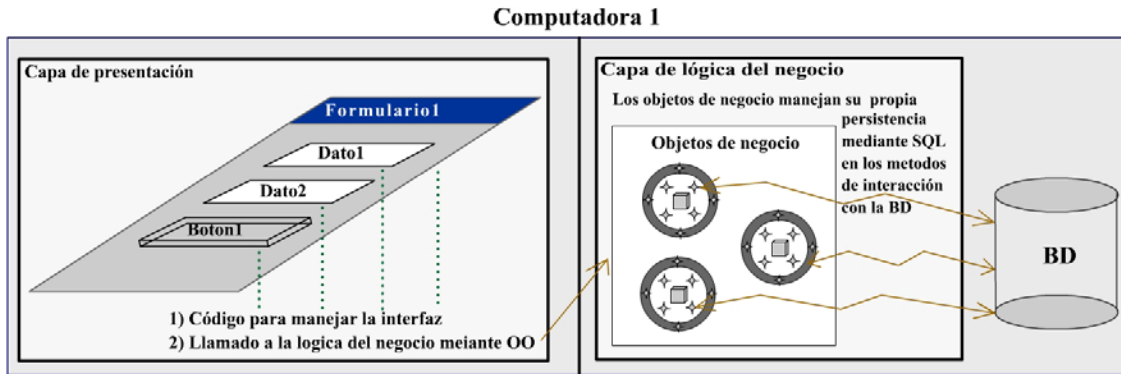 Computadora 1
Capa de presentación
Formulario1
Dato1
Dato2
Boton1
1) Código para manejar la interfaz
2) Llamado a la logica del negocio meiante OO
Capa de lógica del negocio
Los objetos de negocio manejan su propia
persistencia
mediante SQL
en los metodos
de interacción
con la BD
Objetos de negocio
BD